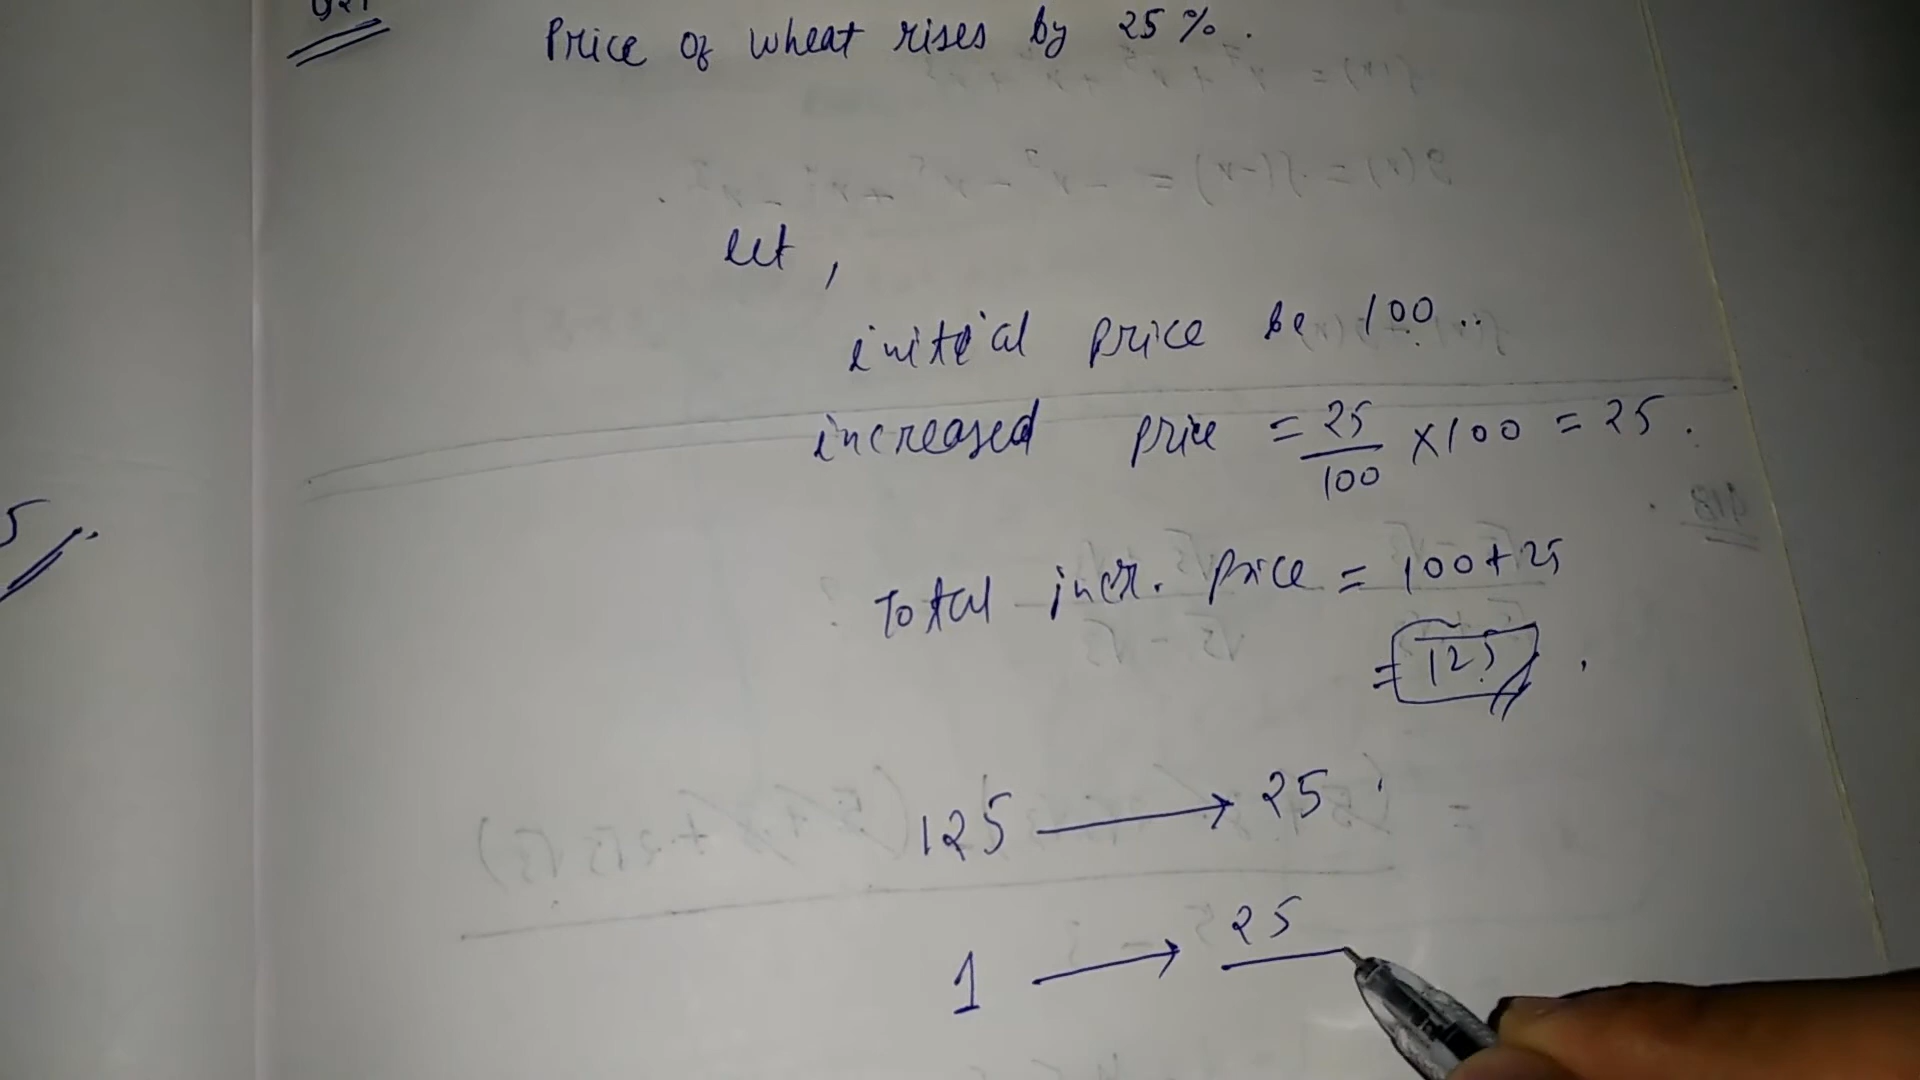 Price of wheat rises by 25%.
let,
initial price be 100..
increased price = 25/100 × 100 = 25.
Total incr. price = 100+25
= 125
5
125 → 25
1 → 25